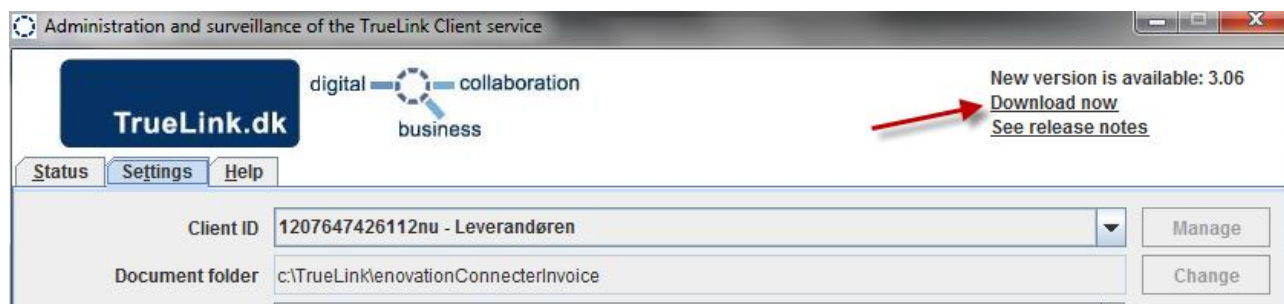 Administration and surveillance of the TrueLink Client service
TrueLink.dk
digital collaboration
business
New version is available: 3.06
Download now
See release notes
Status Settings Help
Client ID 1207647426112nu - Leverandøren Manage
Document folder c:\TrueLink\enovationConnecterInvoice Change